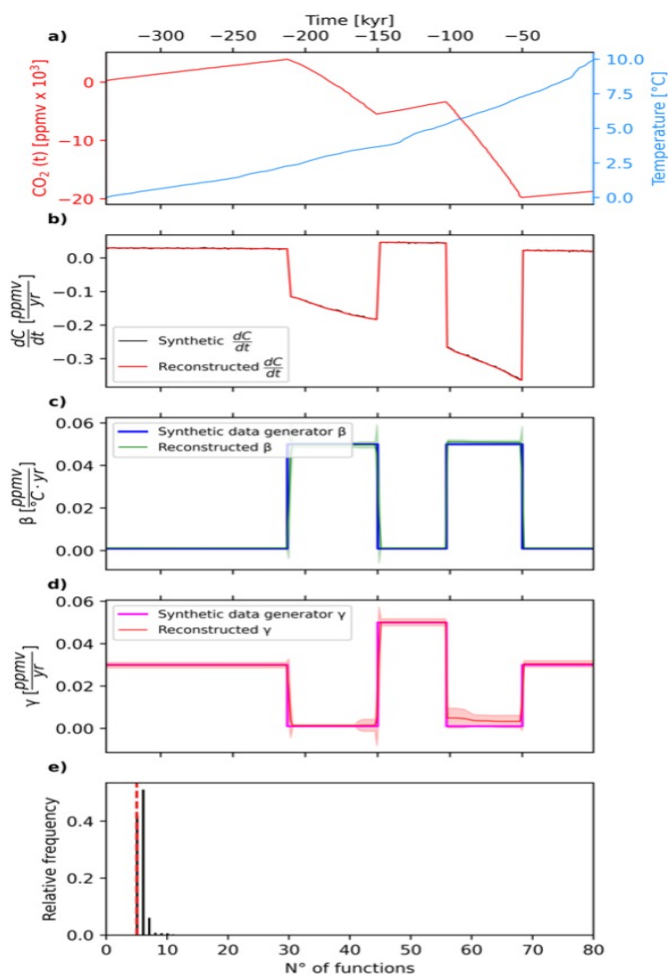 Time [kyr]
a) −300 −250 −200 −150 −100 −50
CO₂ (t) [ppmv x 10³]
0
−10
−20
10.0
7.5
5.0
2.5
0.0
Temperature [°C]
b)
dC/dt [ppmv/yr]
0.0
−0.1
−0.2
−0.3
Synthetic dC/dt
Reconstructed dC/dt
c)
β [ppmv/°C·yr]
0.06
0.04
0.02
0.00
Synthetic data generator β
Reconstructed β
d)
γ [ppmv/yr]
0.06
0.04
0.02
0.00
Synthetic data generator γ
Reconstructed γ
e)
Relative frequency
0.4
0.2
0.0
0 10 20 30 40 50 60 70 80
N° of functions